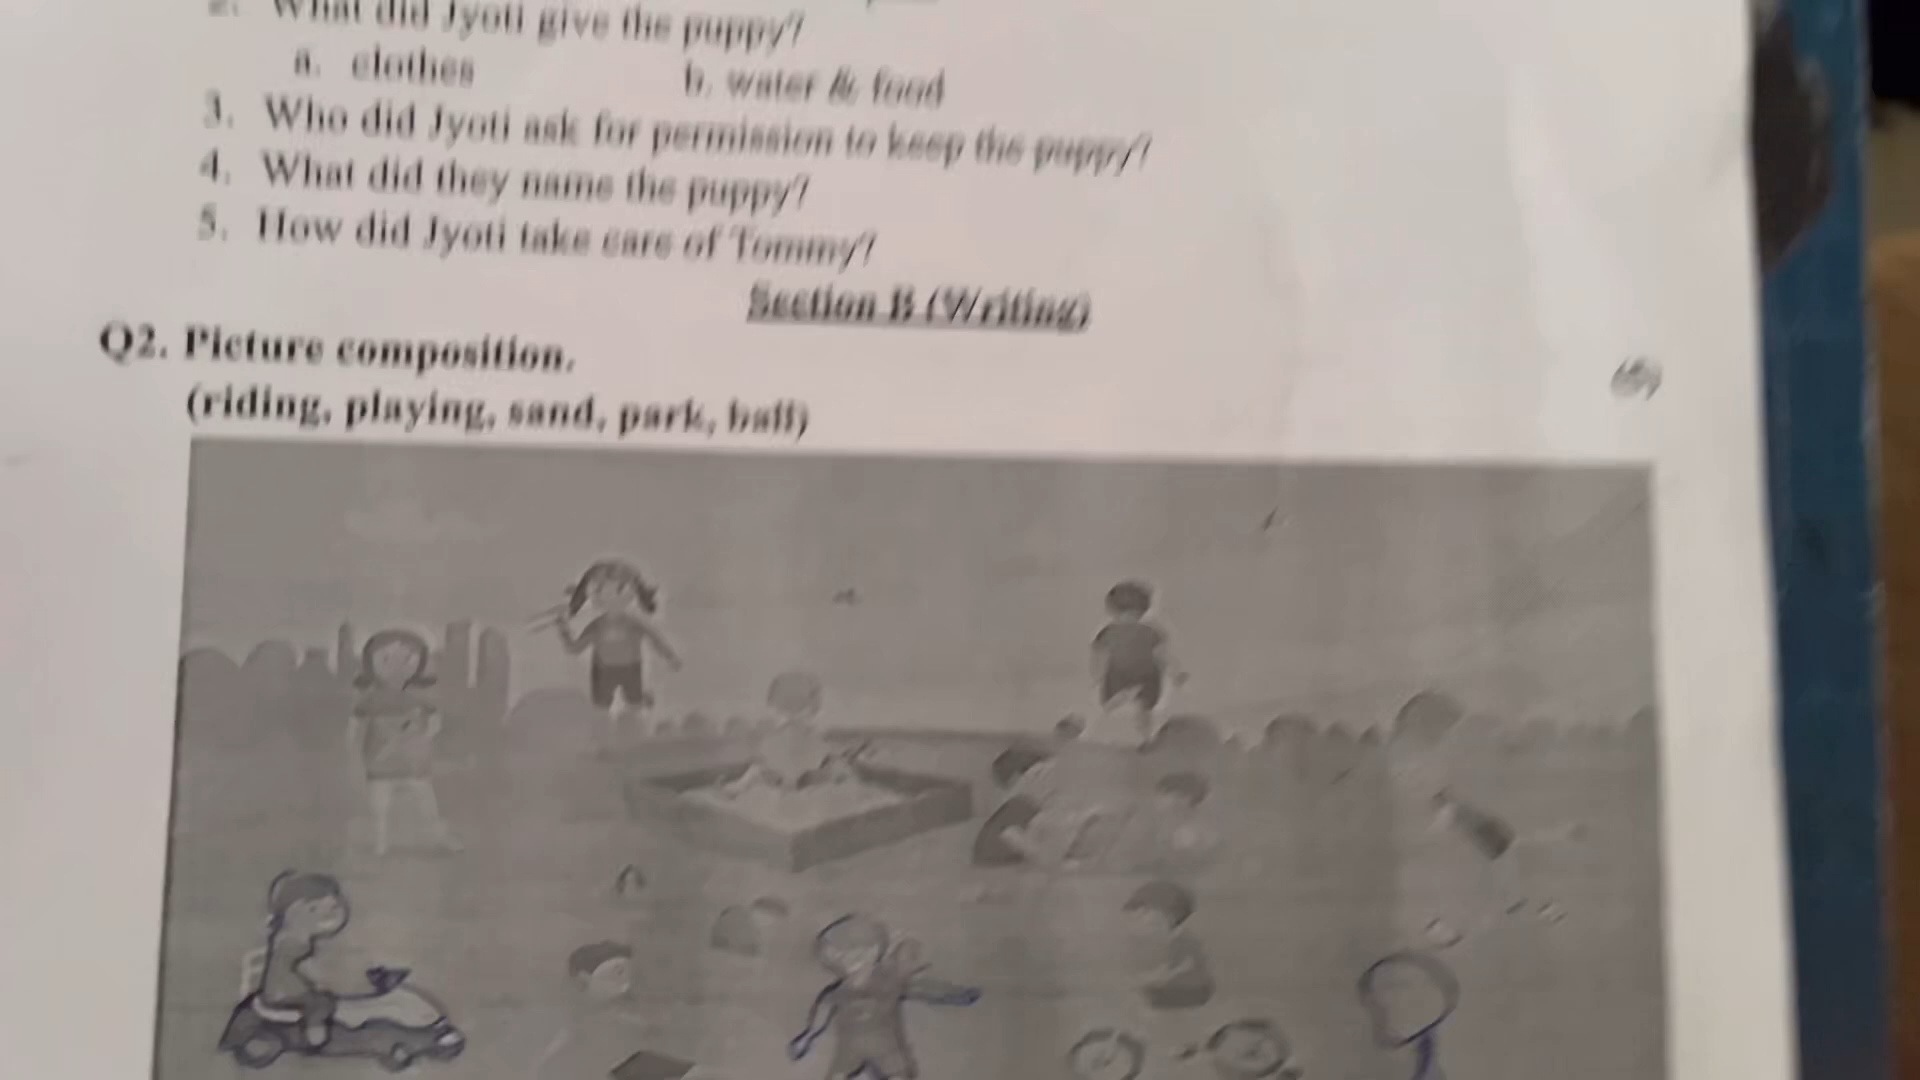 2. What did Jyoti give the puppy?
a. clothes b. water & food
3. Who did Jyoti ask for permission to keep the puppy?
4. What did they name the puppy?
5. How did Jyoti take care of Tommy?
Section B (Writing)
Q2. Picture composition.
(riding, playing, sand, park, ball)